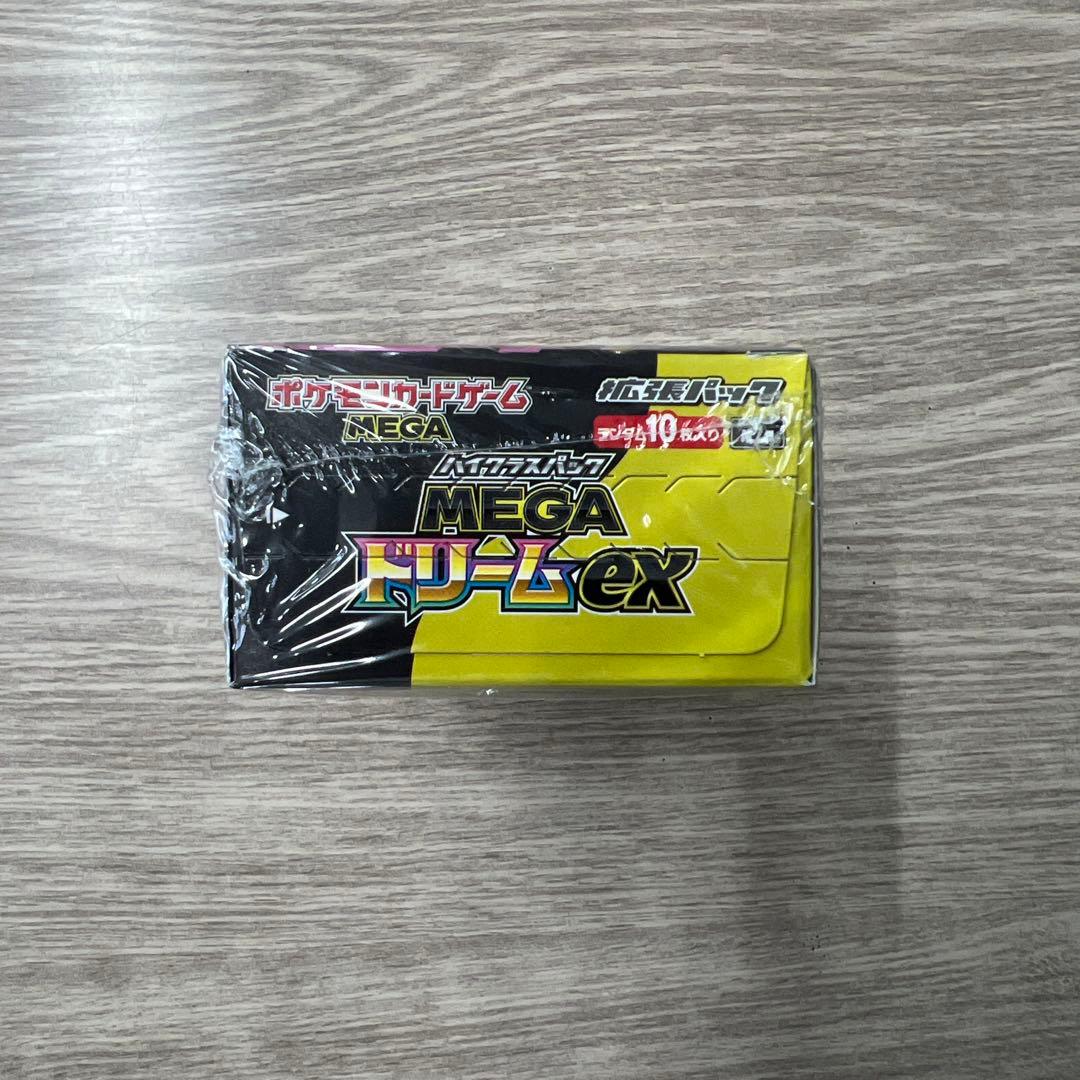 ポケモンカードゲーム
MEGA
拡張パック
ランダム10枚入り
ハイクラスパック
MEGA
ドリームex